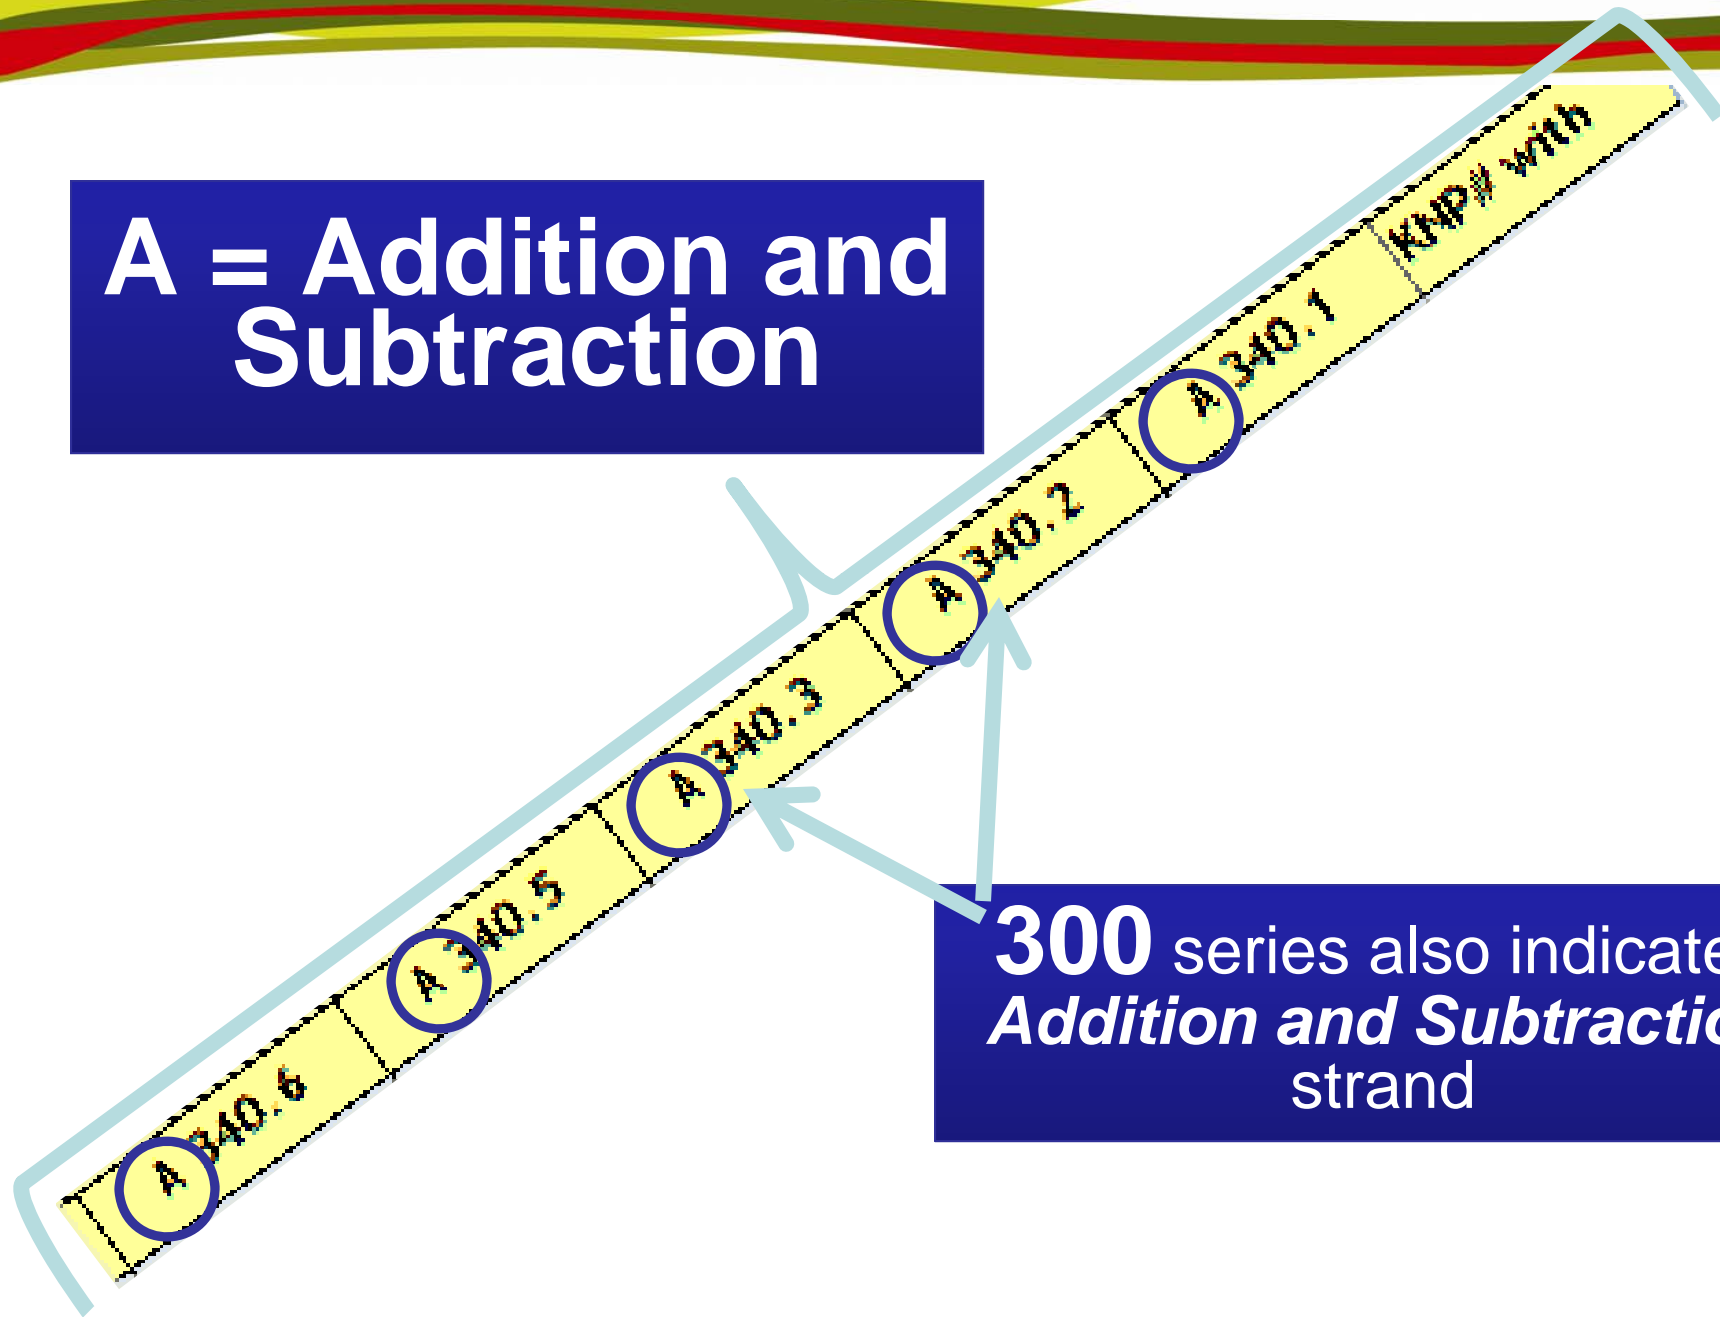 A = Addition and
Subtraction
KNP# with
A 340.1
A 340.2
A 340.3
A 340.5
A 340.6
300 series also indicate
Addition and Subtractio
strand